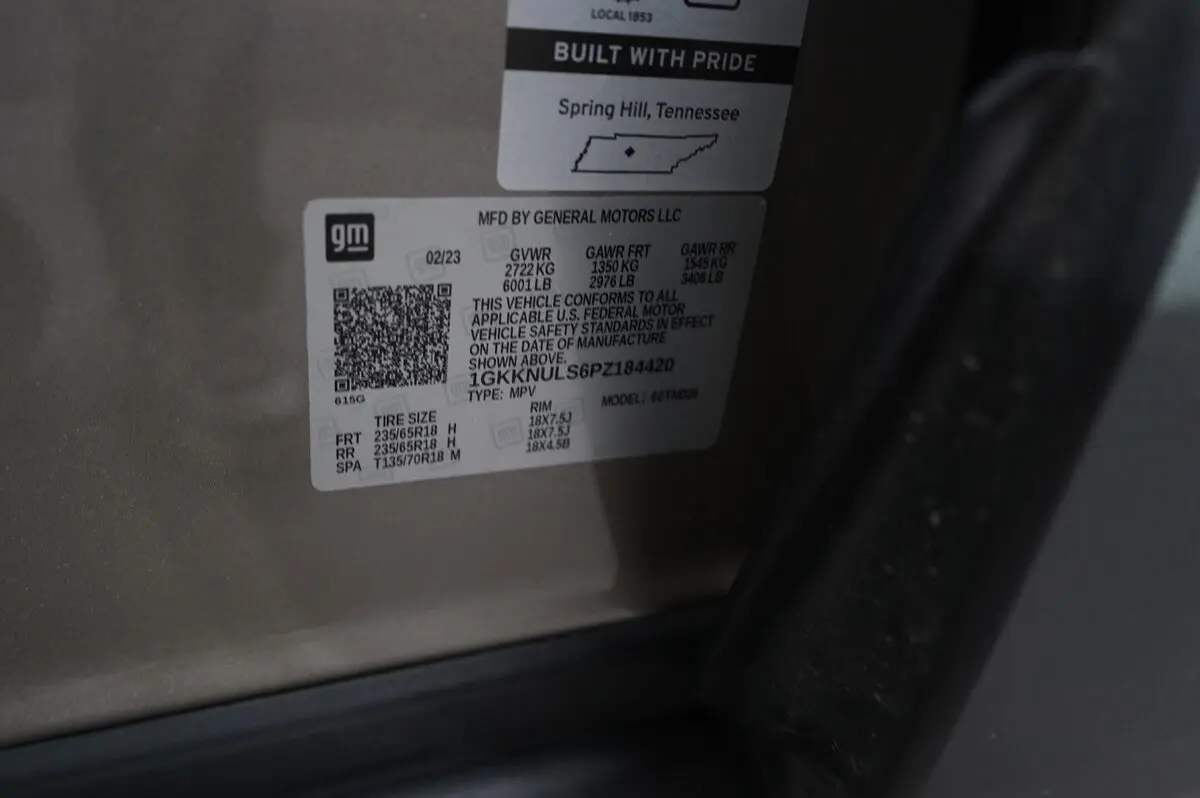 LOCAL 1853
BUILT WITH PRIDE
Spring Hill, Tennessee
gm
MFD BY GENERAL MOTORS LLC
02/23
GVWR GAWR FRT GAWR RR
2722 KG 1350 KG 1545 KG
6001 LB 2976 LB 3406 LB
THIS VEHICLE CONFORMS TO ALL
APPLICABLE U.S. FEDERAL MOTOR
VEHICLE SAFETY STANDARDS IN EFFECT
ON THE DATE OF MANUFACTURE
SHOWN ABOVE.
1GKKNULS6PZ184420
615G
TYPE: MPV MODEL:
TIRE SIZE RIM
FRT 235/65R18 H 18X7.5J
RR 235/65R18 H 18X7.5J
SPA T135/70R18 M 18X4.5B